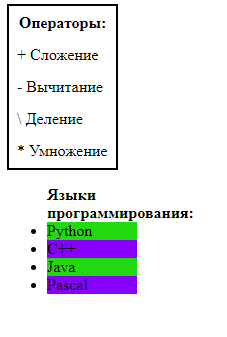 Операторы:
+ Сложение
- Вычитание
\ Деление
* Умножение
Языки
программирования:
Python
C++
Java
Pascal